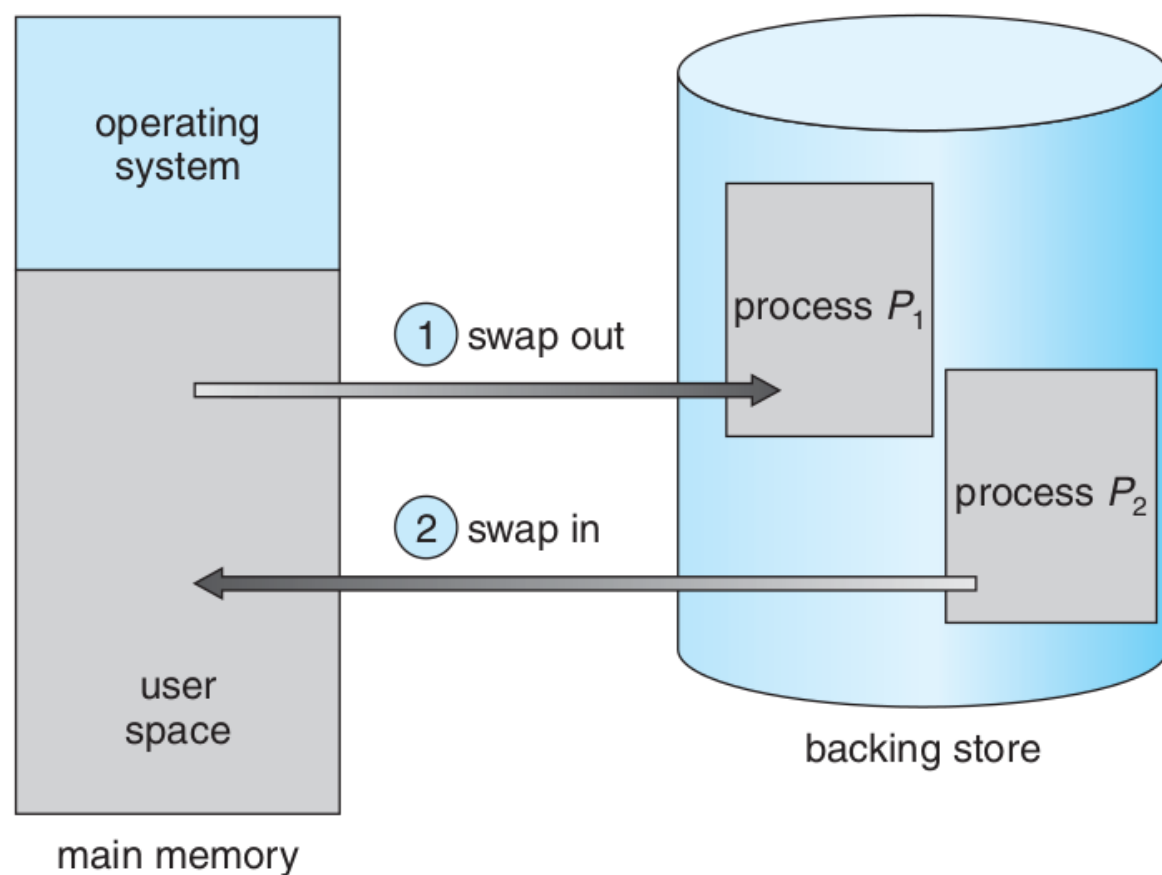 operating
system
1 swap out
process P₁
2 swap in
process P₂
user
space
backing store
main memory